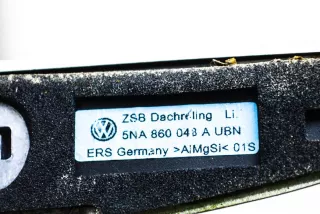 ZSB Dachreling Li.
5NA 860 043 A UBN
ERS Germany >AlMgSi< 01S